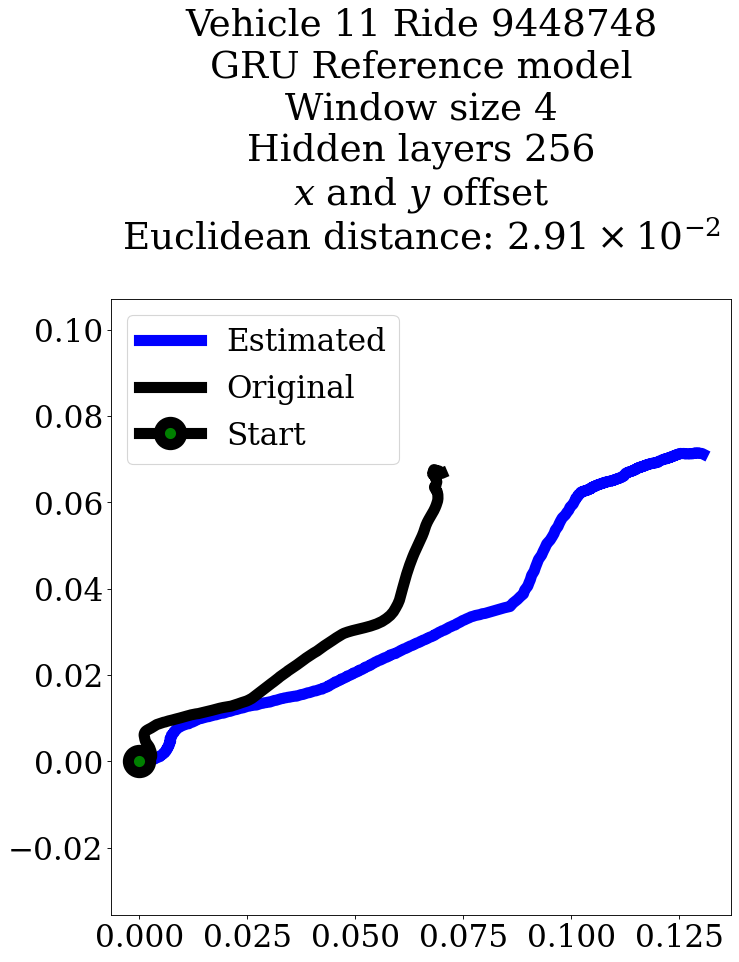 Vehicle 11 Ride 9448748
GRU Reference model
Window size 4
Hidden layers 256
x and y offset
Euclidean distance: 2.91 × 10⁻²
Estimated
Original
Start
0.10
0.08
0.06
0.04
0.02
0.00
−0.02
0.000 0.025 0.050 0.075 0.100 0.125